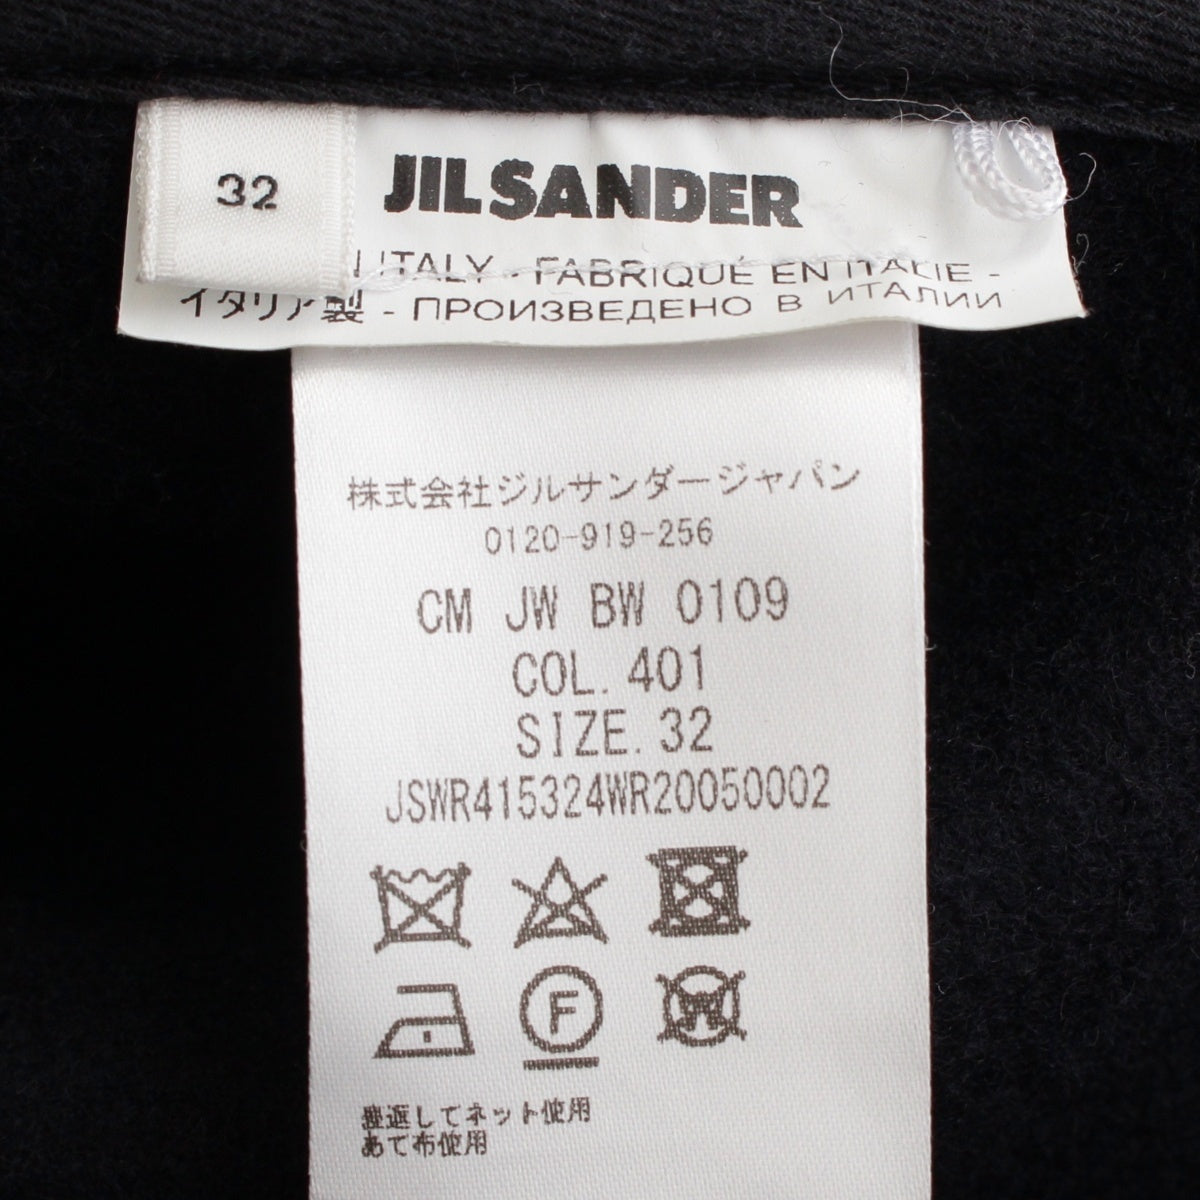 32
JIL SANDER
ITALY - FABRIQUÉ EN ITALIE -
イタリア製 - ПРОИЗВЕДЕНО В ИТАЛИИ
株式会社ジルサンダージャパン
0120-919-256
CM JW BW 0109
COL. 401
SIZE. 32
JSWR415324WR20050002
F
W
裏返してネット使用
あて布使用